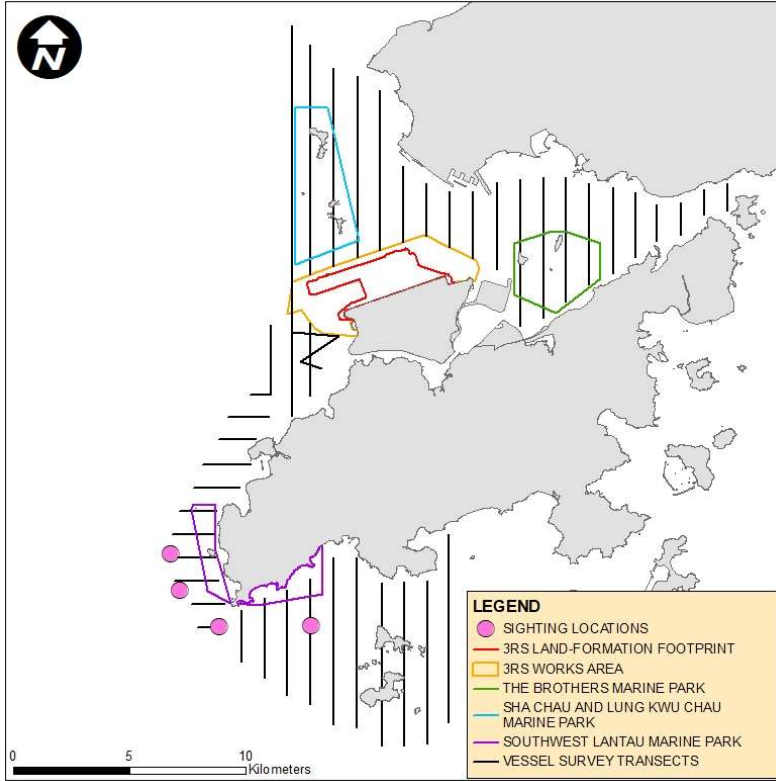 N
LEGEND
SIGHTING LOCATIONS
3RS LAND-FORMATION FOOTPRINT
3RS WORKS AREA
THE BROTHERS MARINE PARK
SHA CHAU AND LUNG KWU CHAU
MARINE PARK
SOUTHWEST LANTAU MARINE PARK
VESSEL SURVEY TRANSECTS
0 5 10
Kilometers